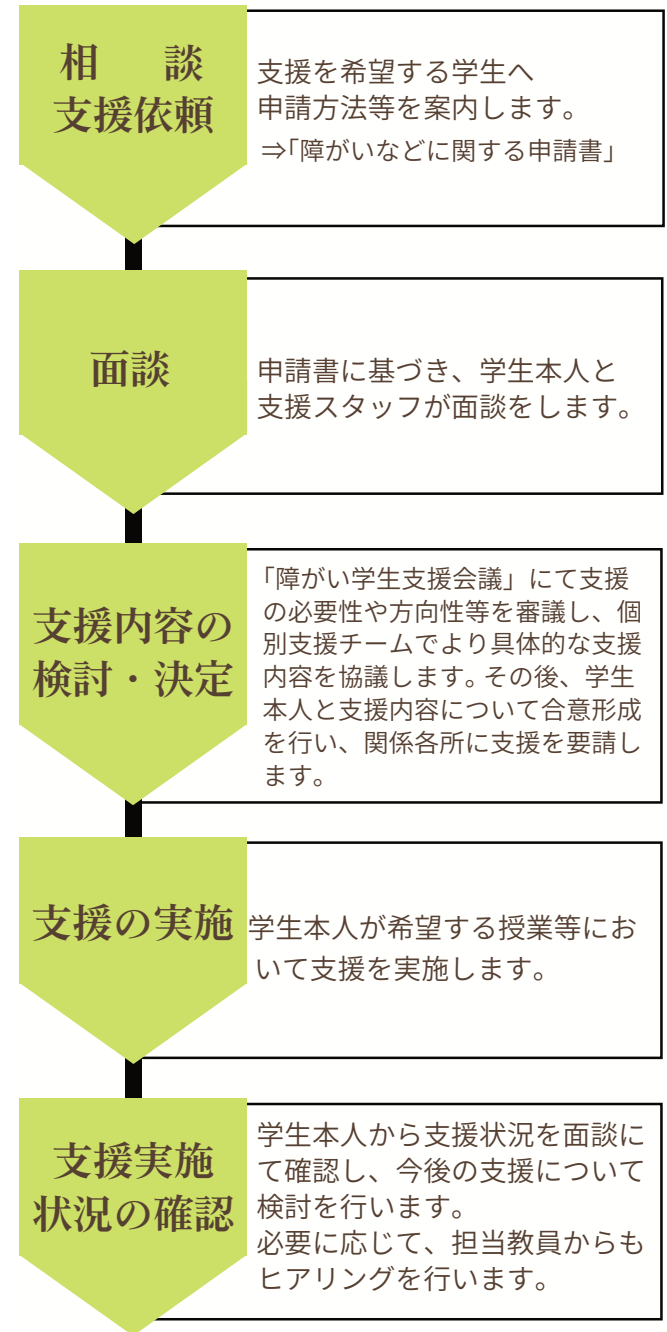 相　談
支援依頼
支援を希望する学生へ
申請方法等を案内します。
⇒「障がいなどに関する申請書」
面談
申請書に基づき、学生本人と
支援スタッフが面談をします。
支援内容の
検討・決定
「障がい学生支援会議」にて支援
の必要性や方向性等を審議し、個
別支援チームでより具体的な支援
内容を協議します。その後、学生
本人と支援内容について合意形成
を行い、関係各所に支援を要請し
ます。
支援の実施
学生本人が希望する授業等にお
いて支援を実施します。
支援実施
状況の確認
学生本人から支援状況を面談に
て確認し、今後の支援について
検討を行います。
必要に応じて、担当教員からも
ヒアリングを行います。